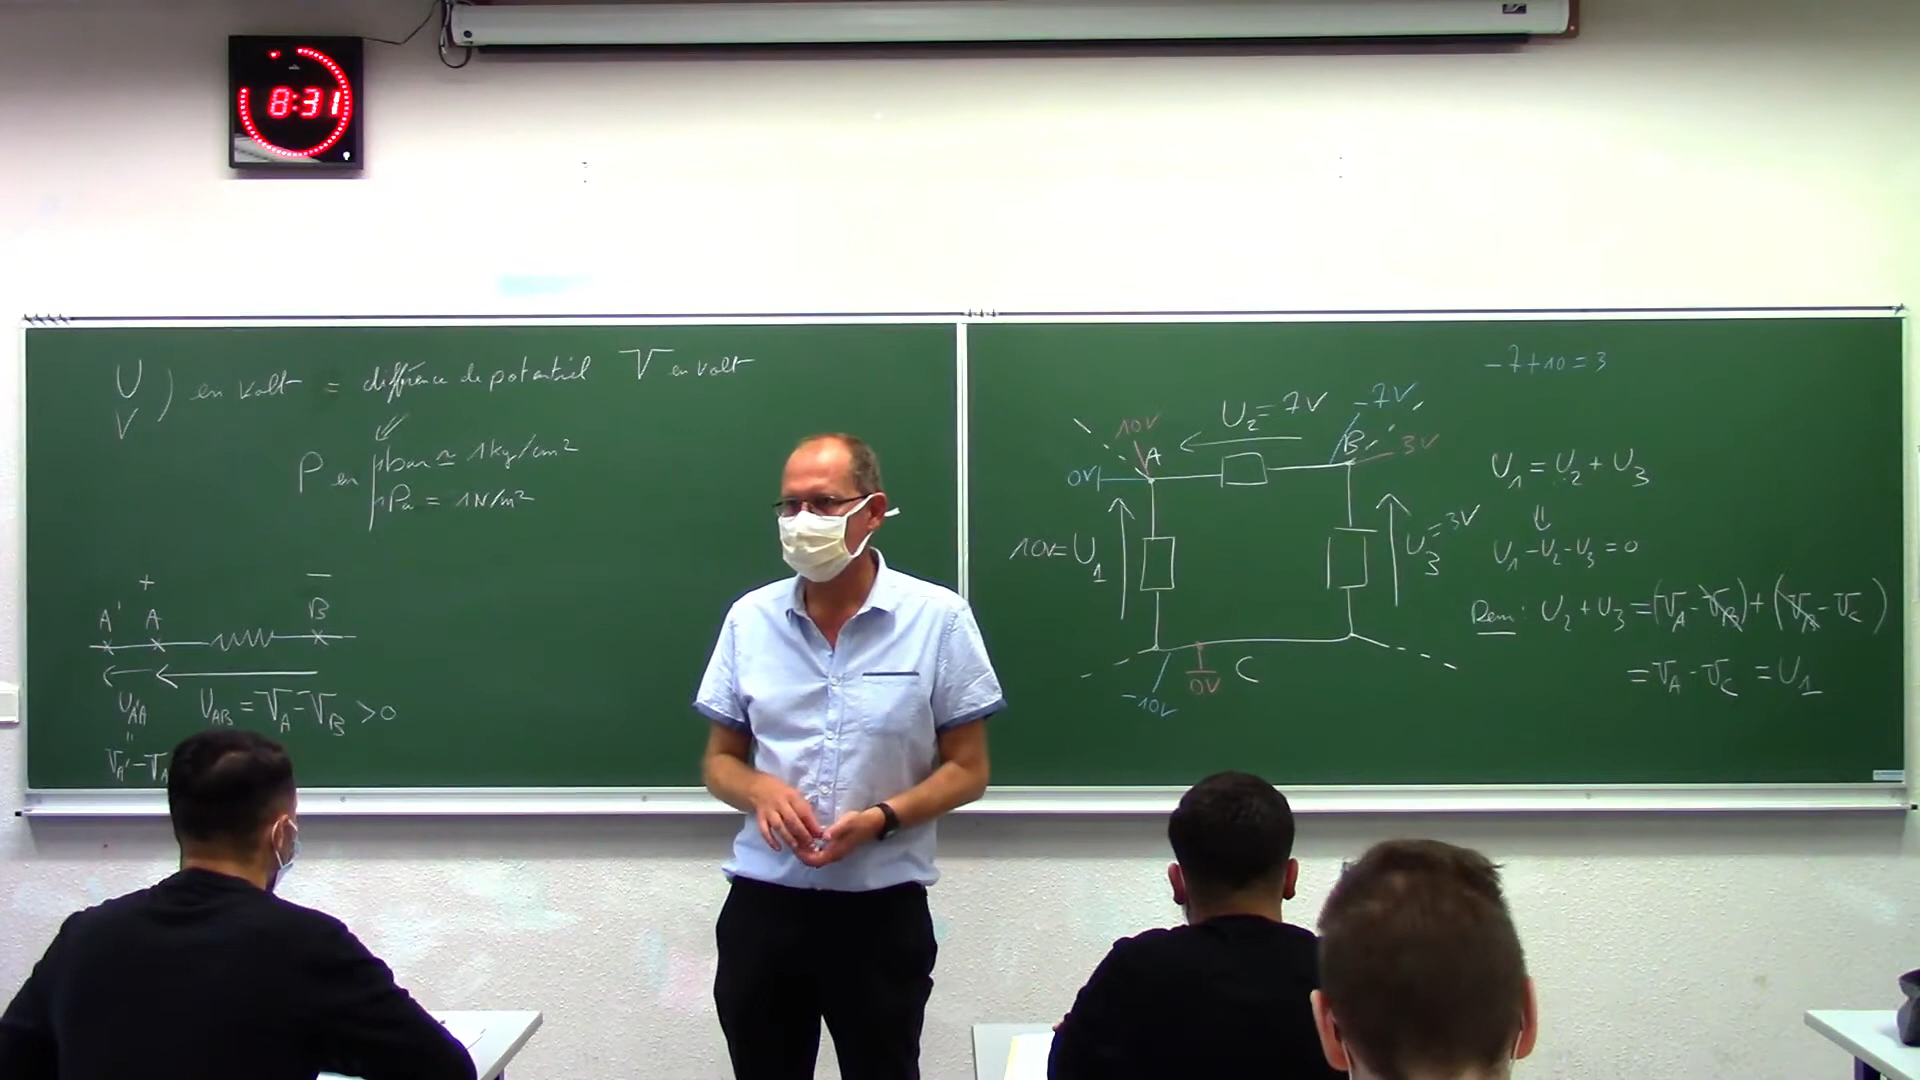 8:31
U
V ) en volt = différence de potentiel V en volt
P en | bar ≃ 1kg/cm²
Pa = 1N/m²
+ −
A' A B
U_A'A U_AB = V_A − V_B > 0
"
V_A' − V_A
−7+10=3
U₂=7V −7V
10V
A B 3V
0V
10V=U₁ U₃=3V
C
−10V 0V
U₁ = U₂ + U₃
⇓
U₁ − U₂ − U₃ = 0
Rem: U₂ + U₃ = (V_A − V_B) + (V_B − V_C)
= V_A − V_C = U₁